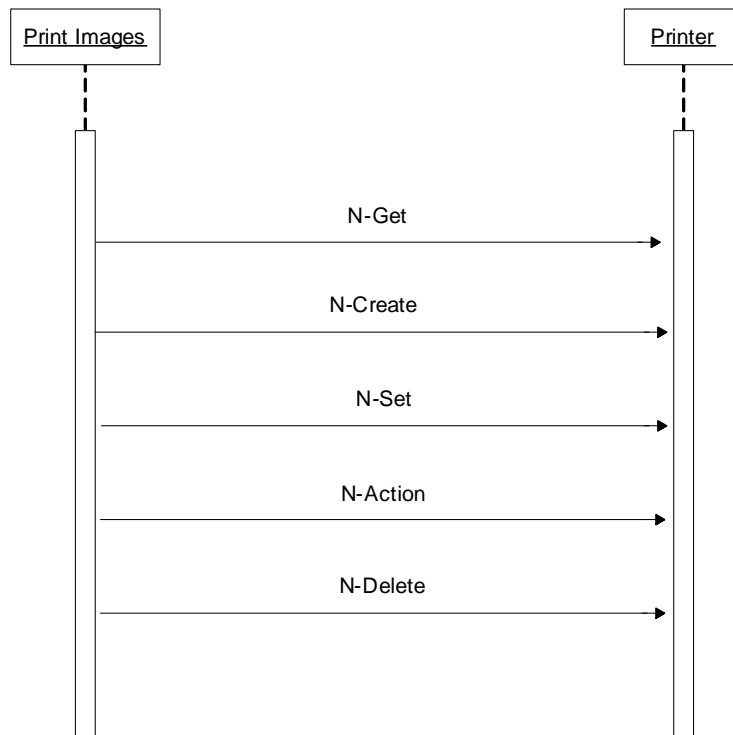 Print Images
Printer
N-Get
N-Create
N-Set
N-Action
N-Delete